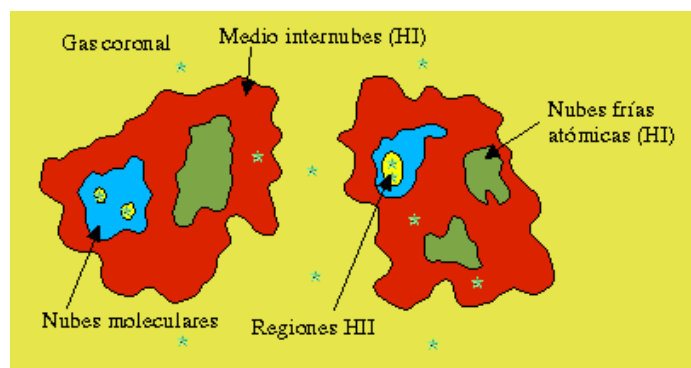 Gas coronal
Medio internubes (HI)
Nubes frías
atómicas (HI)
Nubes moleculares
Regiones HII